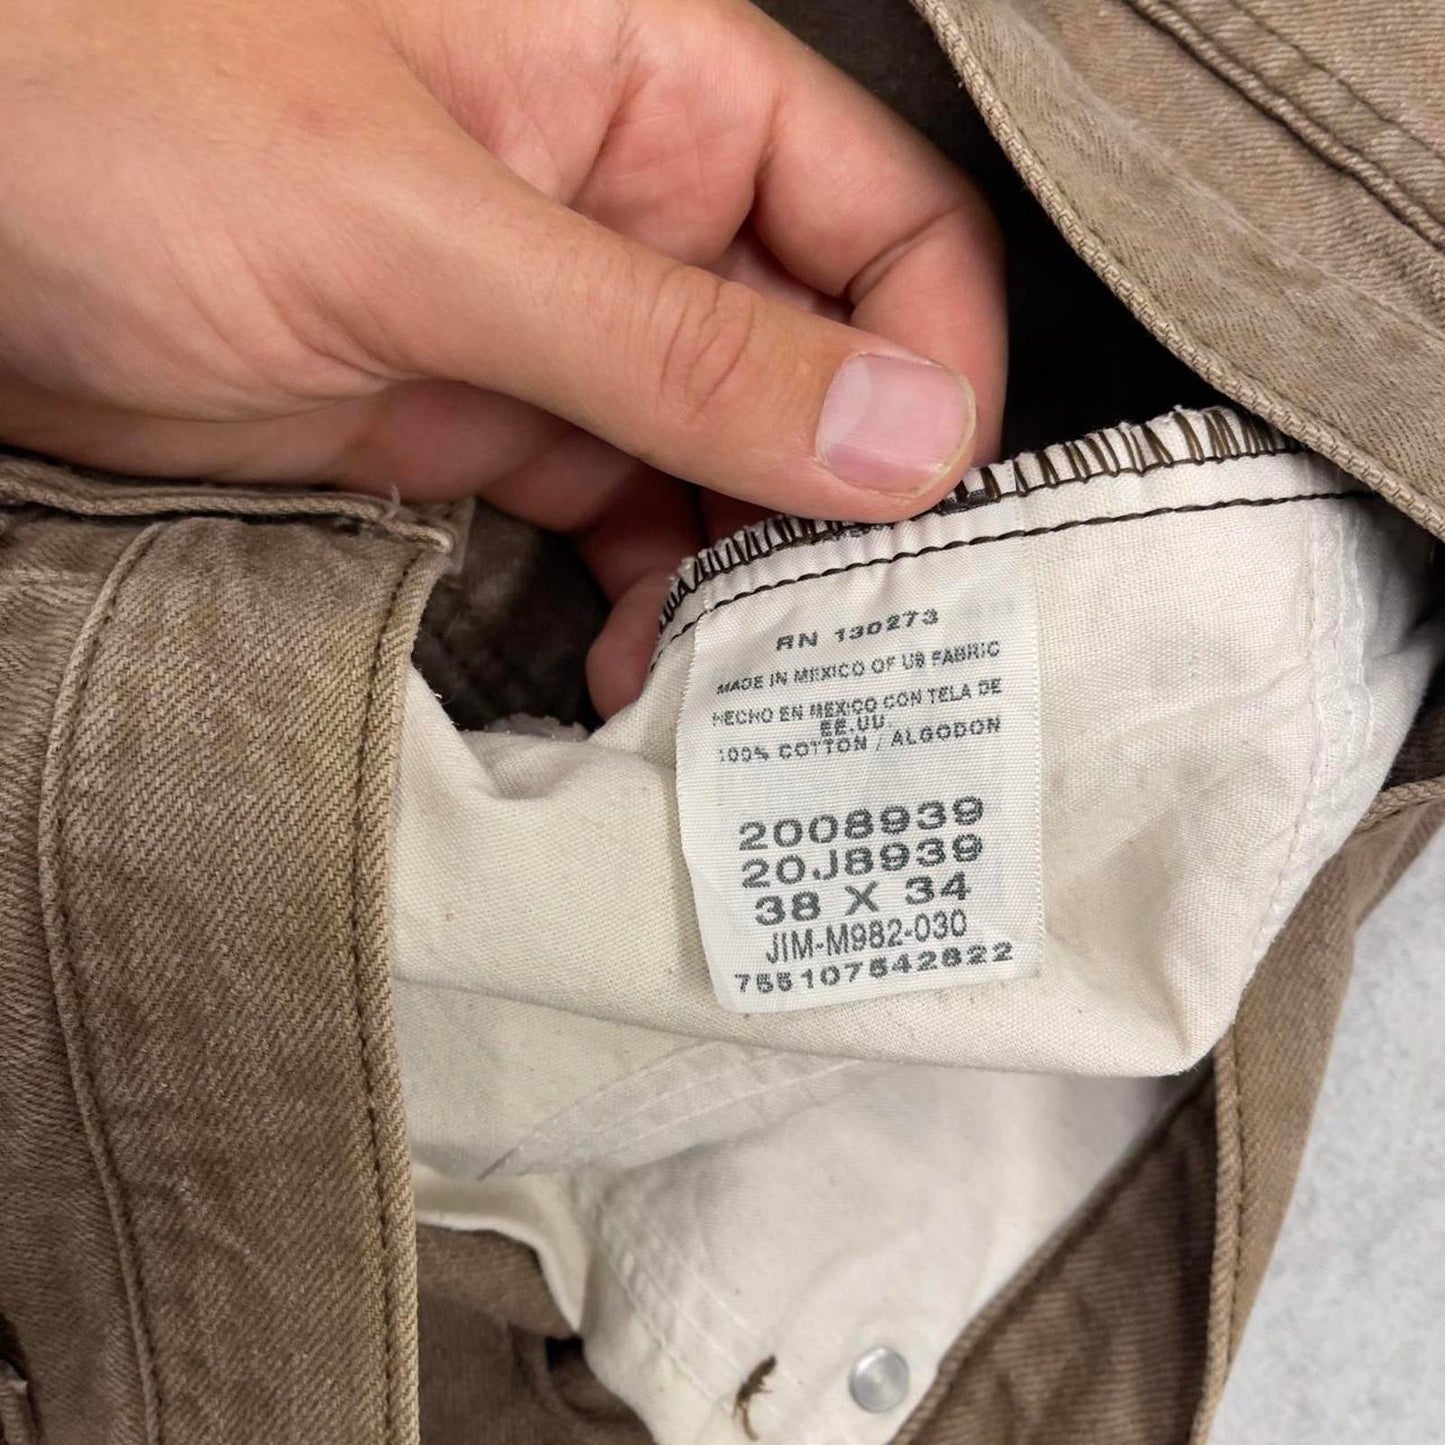 RN 130273
MADE IN MEXICO OF US FABRIC
HECHO EN MEXICO CON TELA DE
EE.UU
100% COTTON / ALGODON
2008939
20J8939
38 X 34
JIM-M982-030
755107542822